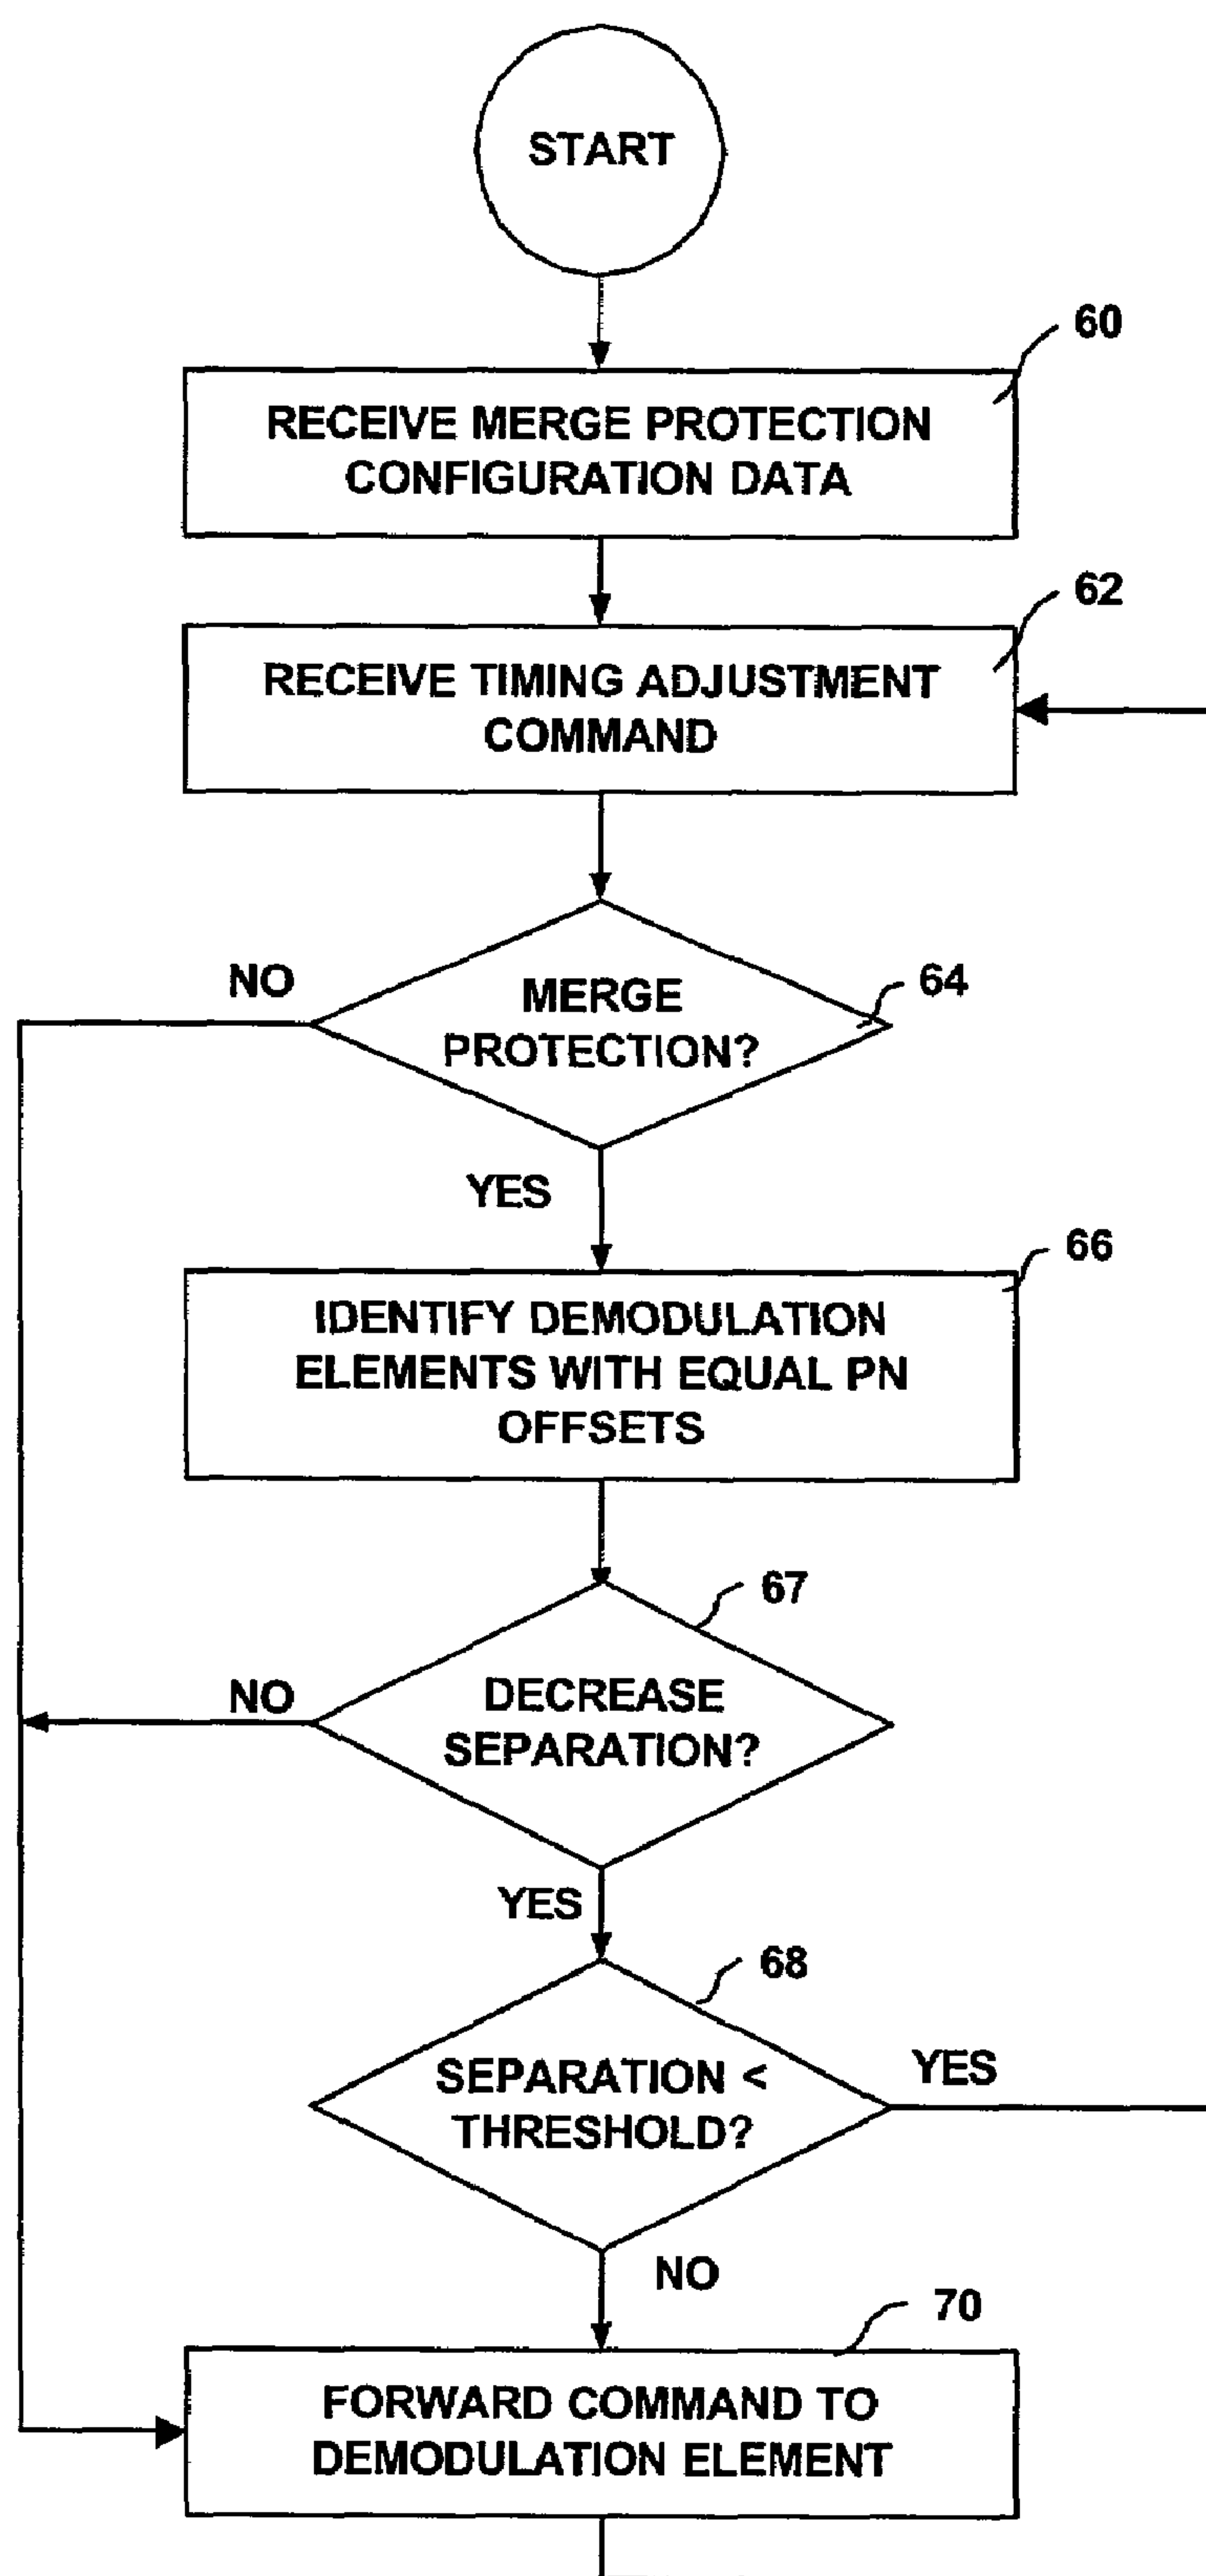 START
60
RECEIVE MERGE PROTECTION
CONFIGURATION DATA
62
RECEIVE TIMING ADJUSTMENT
COMMAND
NO
MERGE
PROTECTION?
64
YES
66
IDENTIFY DEMODULATION
ELEMENTS WITH EQUAL PN
OFFSETS
67
NO
DECREASE
SEPARATION?
YES
68
SEPARATION <
THRESHOLD?
YES
NO
70
FORWARD COMMAND TO
DEMODULATION ELEMENT